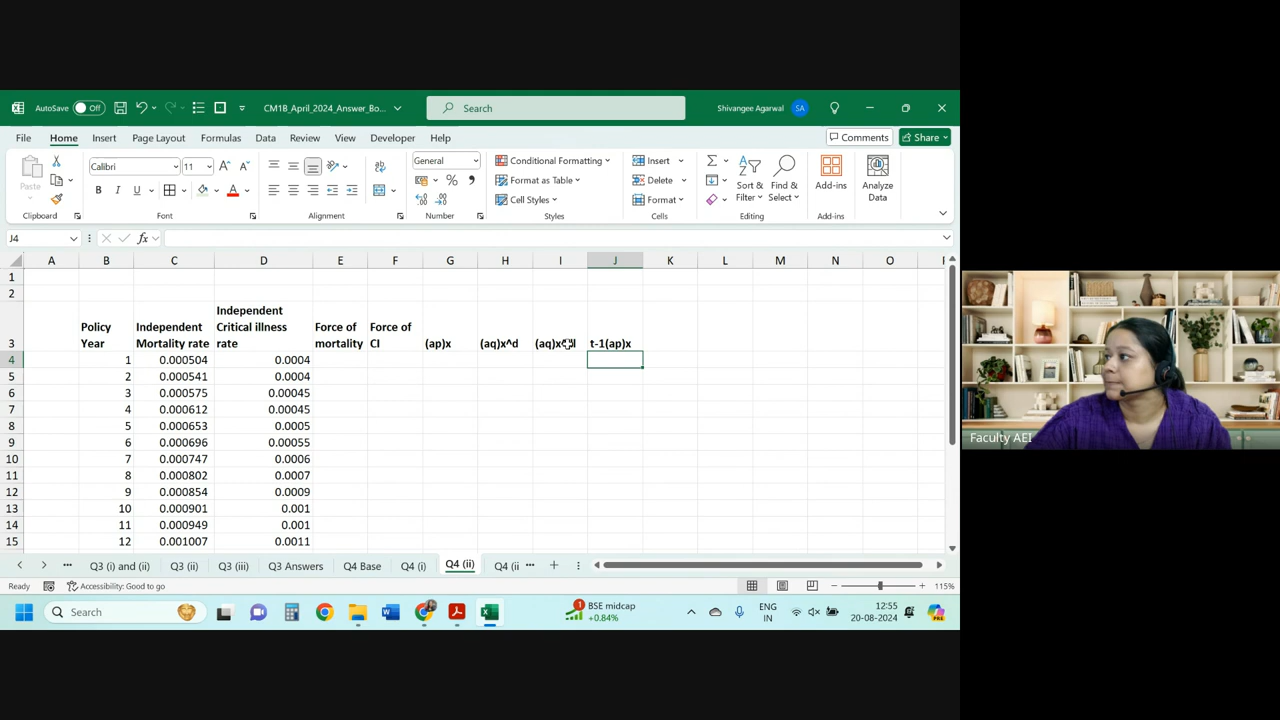 AutoSave Off CM1B_April_2024_Answer_Bo... Search Shivangee Agarwal SA
File Home Insert Page Layout Formulas Data Review View Developer Help Comments Share
Calibri 11 General Conditional Formatting Insert
Paste B I U A % Format as Table Delete Sort & Filter Find & Select Add-ins Analyze Data
Cell Styles Format
Clipboard Font Alignment Number Styles Cells Editing Add-ins
J4 fx
A B C D E F G H I J K L M N O
1
2
3 Policy Year Independent Mortality rate Independent Critical illness rate Force of mortality Force of CI (ap)x (aq)x^d t-1(ap)x
4 1 0.000504 0.0004
5 2 0.000541 0.0004
6 3 0.000575 0.00045
7 4 0.000612 0.00045
8 5 0.000653 0.0005
9 6 0.000696 0.00055
10 7 0.000747 0.0006
11 8 0.000802 0.0007
12 9 0.000854 0.0009
13 10 0.000901 0.001
14 11 0.000949 0.001
15 12 0.001007 0.0011
... Q3 (i) and (ii) Q3 (ii) Q3 (iii) Q3 Answers Q4 Base Q4 (i) Q4 (ii) Q4 (ii ...
Ready Accessibility: Good to go 115%
Search 1 BSE midcap +0.84% ENG IN 12:55 20-08-2024
Faculty AEI